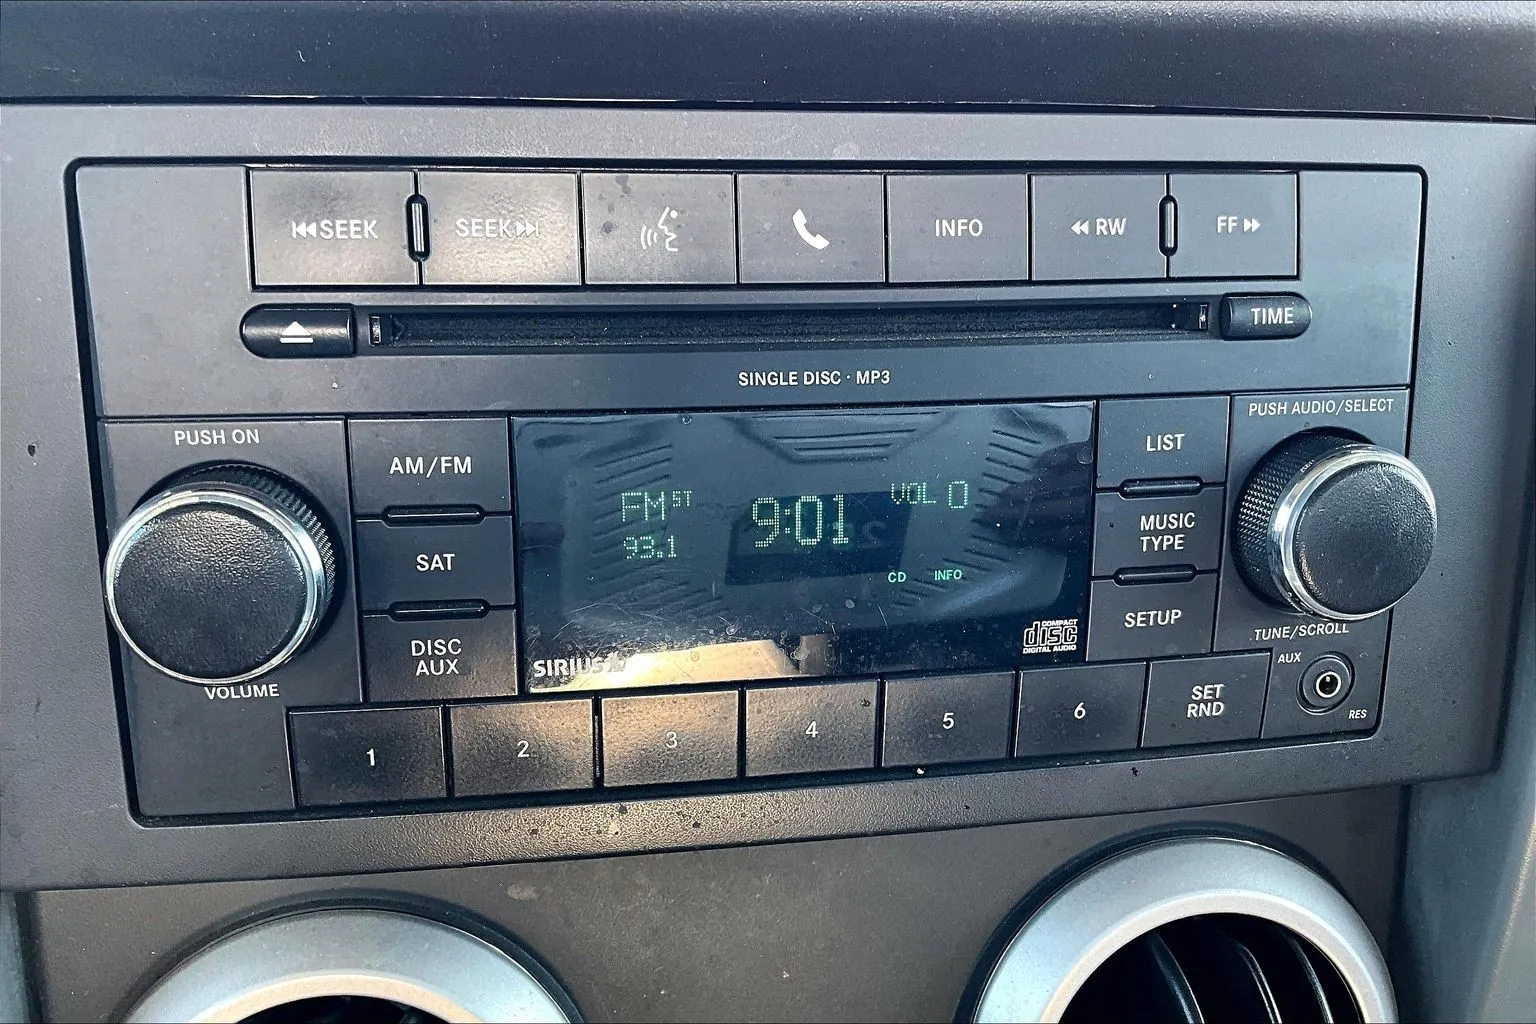 SEEK
SEEK
INFO
RW
FF
TIME
SINGLE DISC · MP3
PUSH ON
VOLUME
AM/FM
SAT
DISC
AUX
FM ST
93.1
9:01
VOL 0
CD INFO
SIRIUS
COMPACT
disc
DIGITAL AUDIO
LIST
MUSIC
TYPE
SETUP
PUSH AUDIO/SELECT
TUNE/SCROLL
AUX
RES
1
2
3
4
5
6
SET
RND